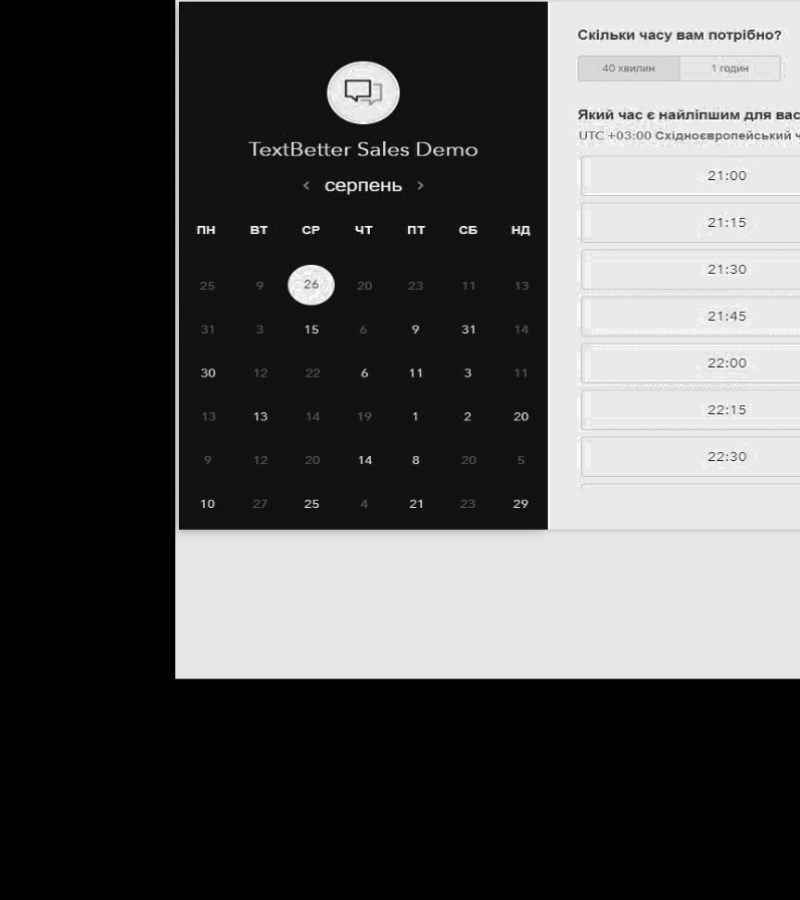 TextBetter Sales Demo
< серпень >
ПН ВТ СР ЧТ ПТ СБ НД
25 9 26 20 23 11 13
31 3 15 6 9 31 14
30 12 22 6 11 3 11
13 13 14 19 1 2 20
9 12 20 14 8 20 5
10 27 25 4 21 23 29
Скільки часу вам потрібно?
40 хвилин 1 годин
Який час є найліпшим для вас
UTC +03:00 Східноєвропейський ч
21:00
21:15
21:30
21:45
22:00
22:15
22:30